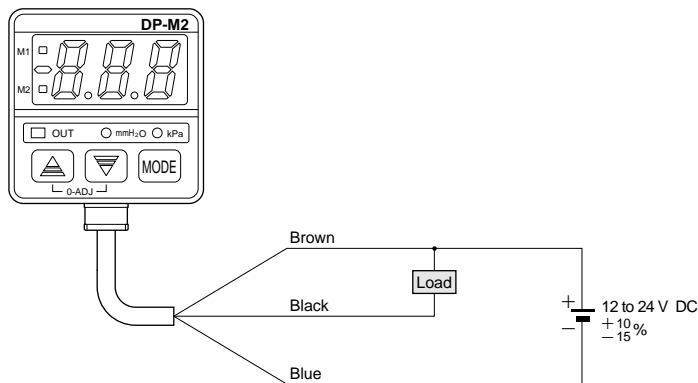 DP-M2
M1
M2
OUT mmH₂O kPa
MODE
0-ADJ
Brown
Load
Black
+
12 to 24 V DC
−
+10
−15 %
Blue